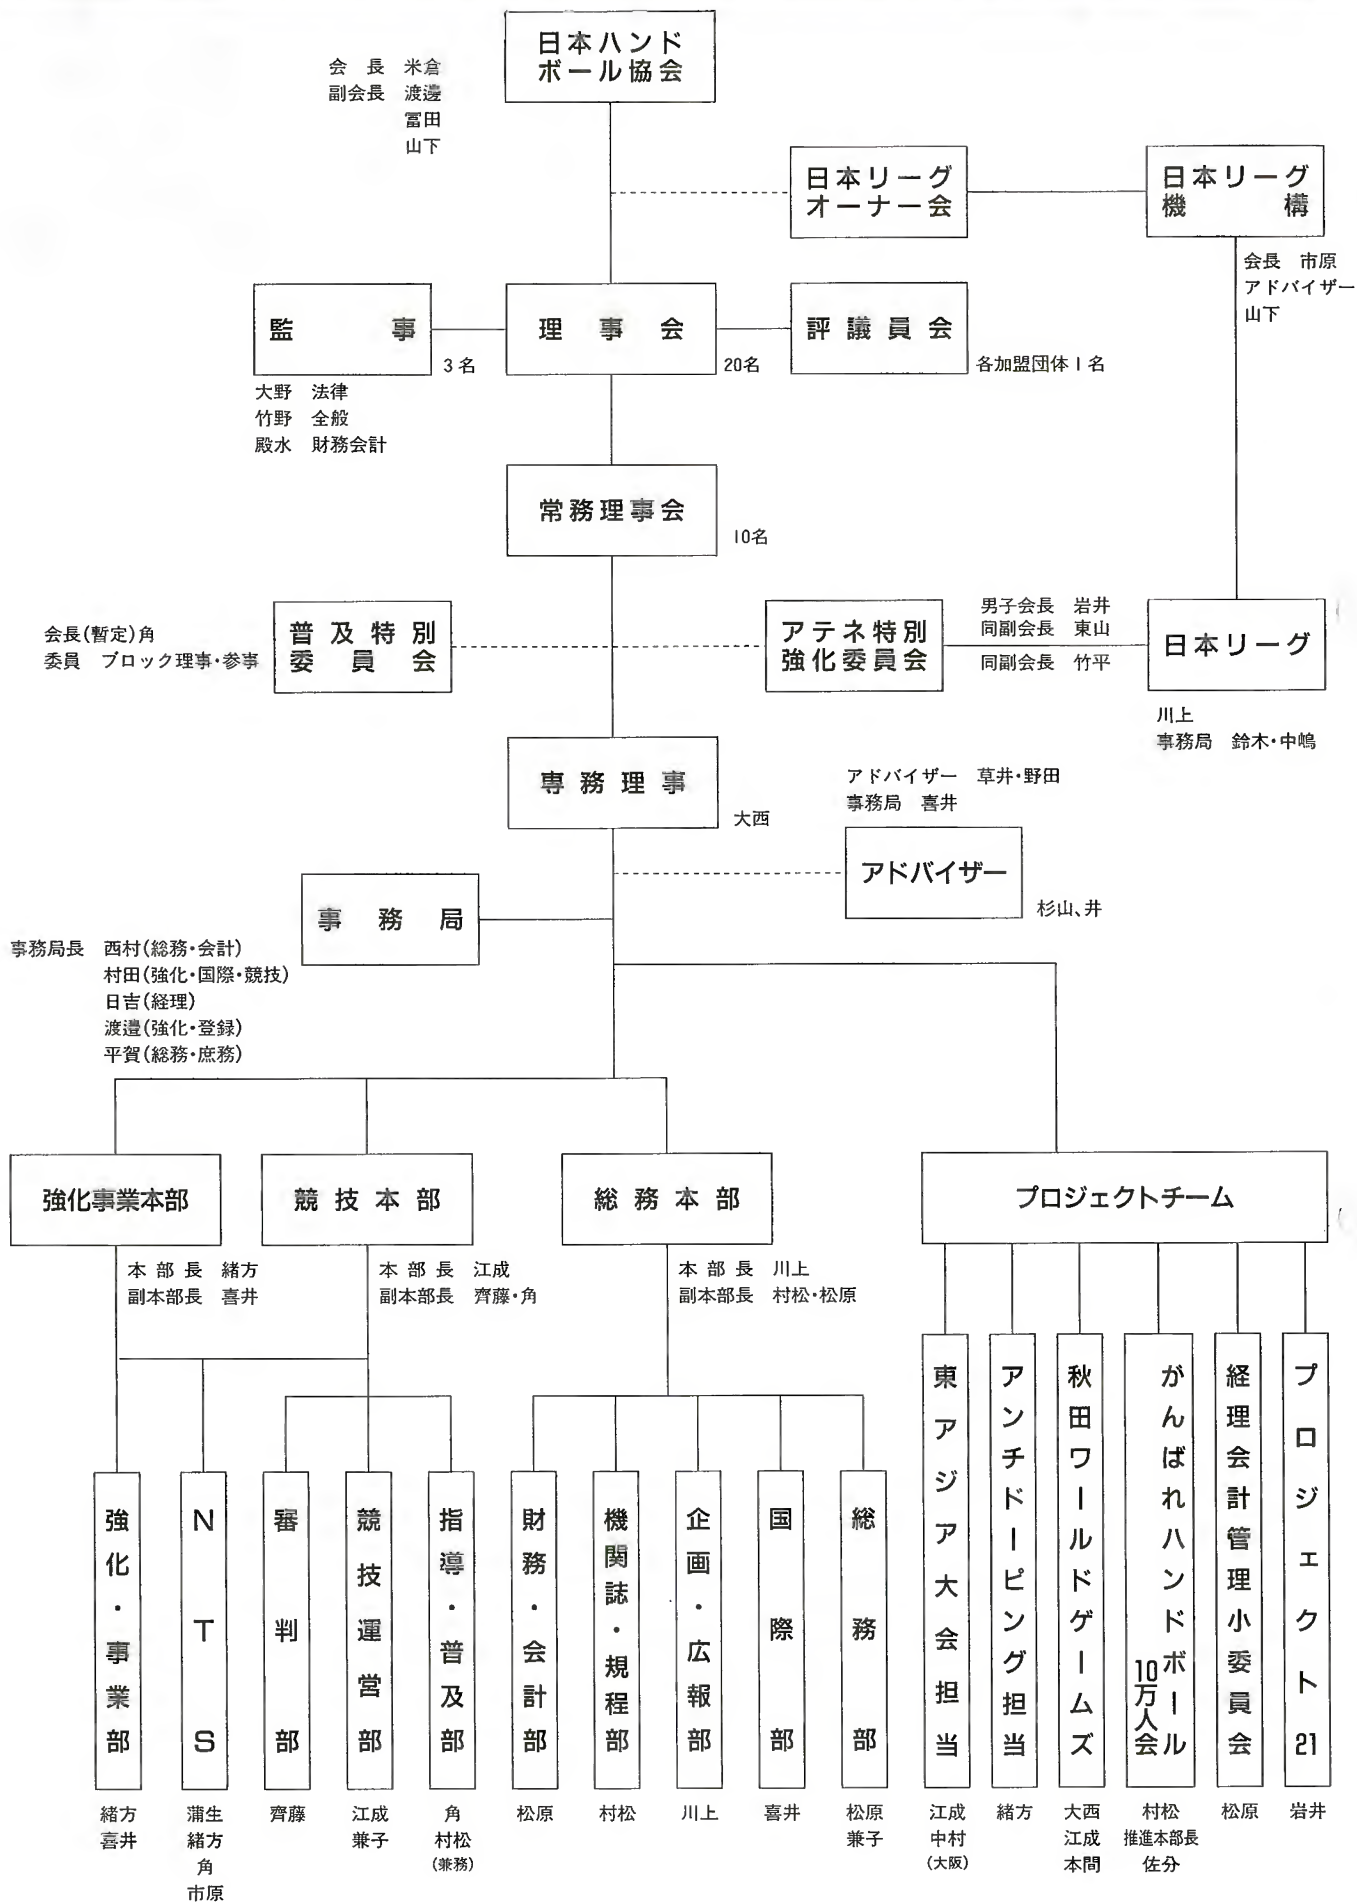 日本ハンド
ボール協会
会　長　米倉
副会長　渡邊
冨田
山下
日本リーグ
オーナー会
日本リーグ
機　　構
会長　市原
アドバイザー
山下
監　　事
3名
大野　法律
竹野　全般
殿水　財務会計
理　事　会
20名
評議員会
各加盟団体1名
常務理事会
10名
会長(暫定)角
委員　ブロック理事・参事
普及特別
委　員　会
アテネ特別
強化委員会
男子会長　岩井
同副会長　東山
同副会長　竹平
日本リーグ
川上
事務局　鈴木・中嶋
専務理事
大西
アドバイザー　草井・野田
事務局　喜井
アドバイザー
杉山、井
事　務　局
事務局長　西村(総務・会計)
村田(強化・国際・競技)
日吉(経理)
渡邉(強化・登録)
平賀(総務・庶務)
強化事業本部
本部長　緒方
副本部長　喜井
競技本部
本部長　江成
副本部長　齊藤・角
総務本部
本部長　川上
副本部長　村松・松原
プロジェクトチーム
強化・事業部
緒方
喜井
NTS
蒲生
緒方
角
市原
審判部
齊藤
競技運営部
江成
兼子
指導・普及部
角
村松
(兼務)
財務・会計部
松原
機関誌・規程部
村松
企画・広報部
川上
国際部
喜井
総務部
松原
兼子
東アジア大会担当
江成
中村
(大阪)
アンチドーピング担当
緒方
秋田ワールドゲームズ
大西
江成
本間
がんばれハンドボール
10万人会
村松
推進本部長
佐分
経理会計管理小委員会
松原
プロジェクト21
岩井